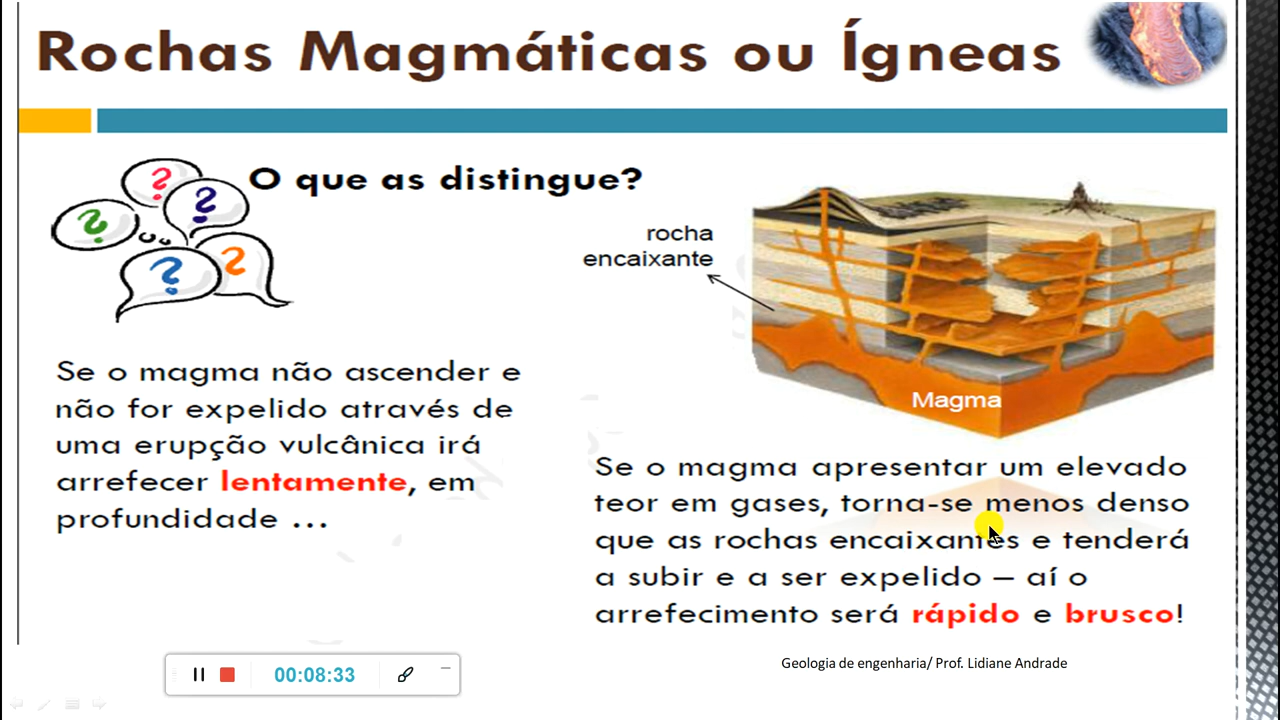 Rochas Magmáticas ou Ígneas
O que as distingue?
rocha
encaixante
Magma
Se o magma não ascender e
não for expelido através de
uma erupção vulcânica irá
arrefecer lentamente, em
profundidade ...
Se o magma apresentar um elevado
teor em gases, torna-se menos denso
que as rochas encaixantes e tenderá
a subir e a ser expelido – aí o
arrefecimento será rápido e brusco!
Geologia de engenharia/ Prof. Lidiane Andrade
00:08:33